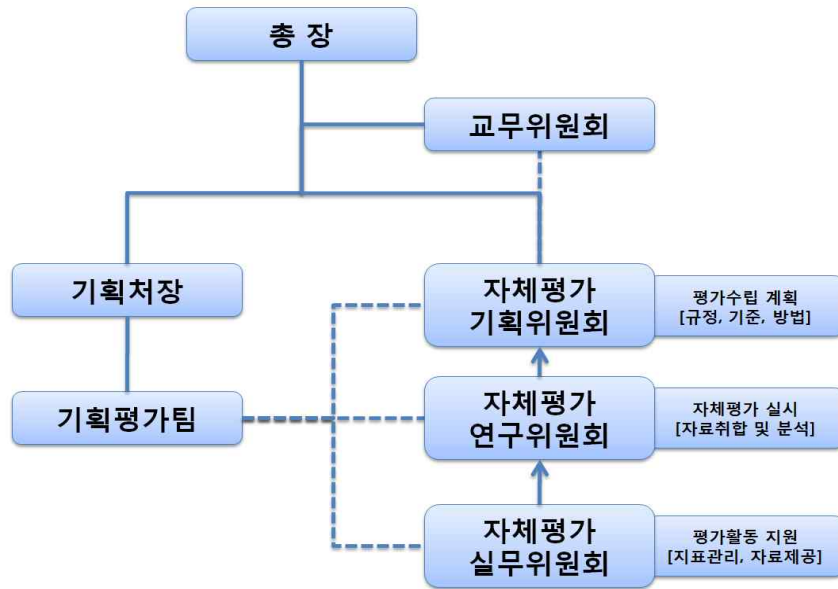 총 장
교무위원회
기획처장
자체평가
기획위원회
평가수립 계획
[규정, 기준, 방법]
기획평가팀
자체평가
연구위원회
자체평가 실시
[자료취합 및 분석]
자체평가
실무위원회
평가활동 지원
[지표관리, 자료제공]